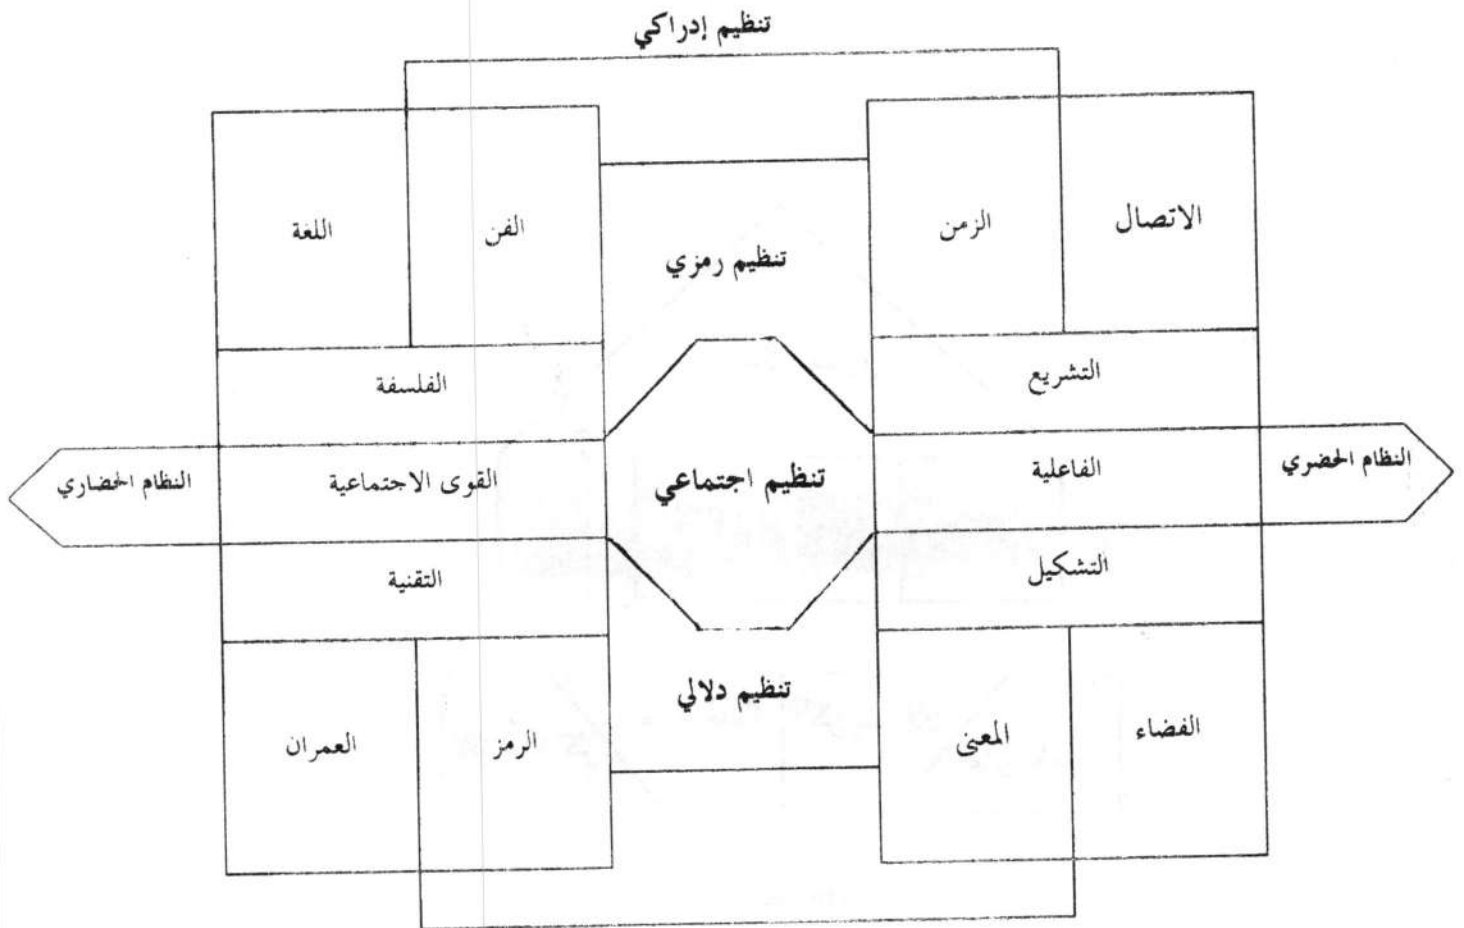 تنظيم إدراكي
الاتصال
الزمن
تنظيم رمزي
الفن
اللغة
التشريع
الفلسفة
النظام الحضري
الفاعلية
تنظيم اجتماعي
القوى الاجتماعية
النظام الحضاري
التشكيل
التقنية
الفضاء
المعنى
تنظيم دلالي
الرمز
العمران